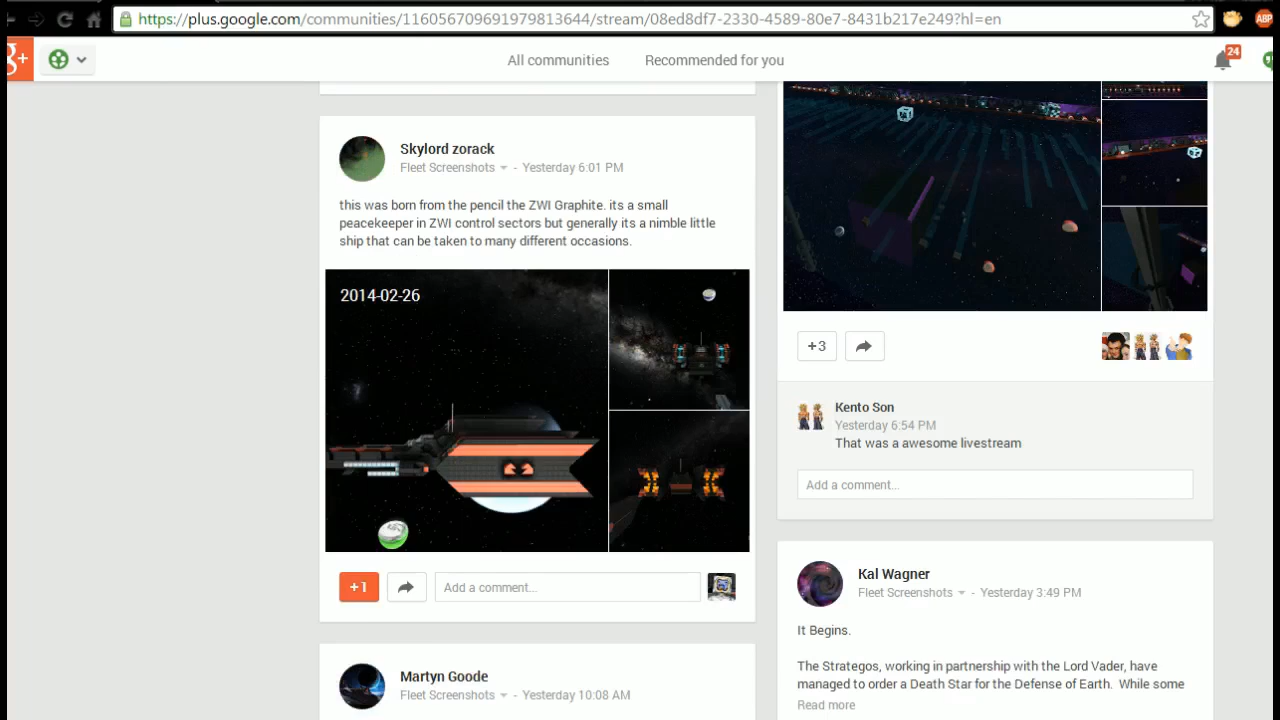 https://plus.google.com/communities/116056709691979813644/stream/08ed8df7-2330-4589-80e7-8431b217e249?hl=en
ABP
g+
All communities
Recommended for you
24
Skylord zorack
Fleet Screenshots - Yesterday 6:01 PM
this was born from the pencil the ZWI Graphite. its a small
peacekeeper in ZWI control sectors but generally its a nimble little
ship that can be taken to many different occasions.
2014-02-26
+1
Add a comment...
Martyn Goode
Fleet Screenshots - Yesterday 10:08 AM
+3
Kento Son
Yesterday 6:54 PM
That was a awesome livestream
Add a comment...
Kal Wagner
Fleet Screenshots - Yesterday 3:49 PM
It Begins.
The Strategos, working in partnership with the Lord Vader, have
managed to order a Death Star for the Defense of Earth. While some
Read more